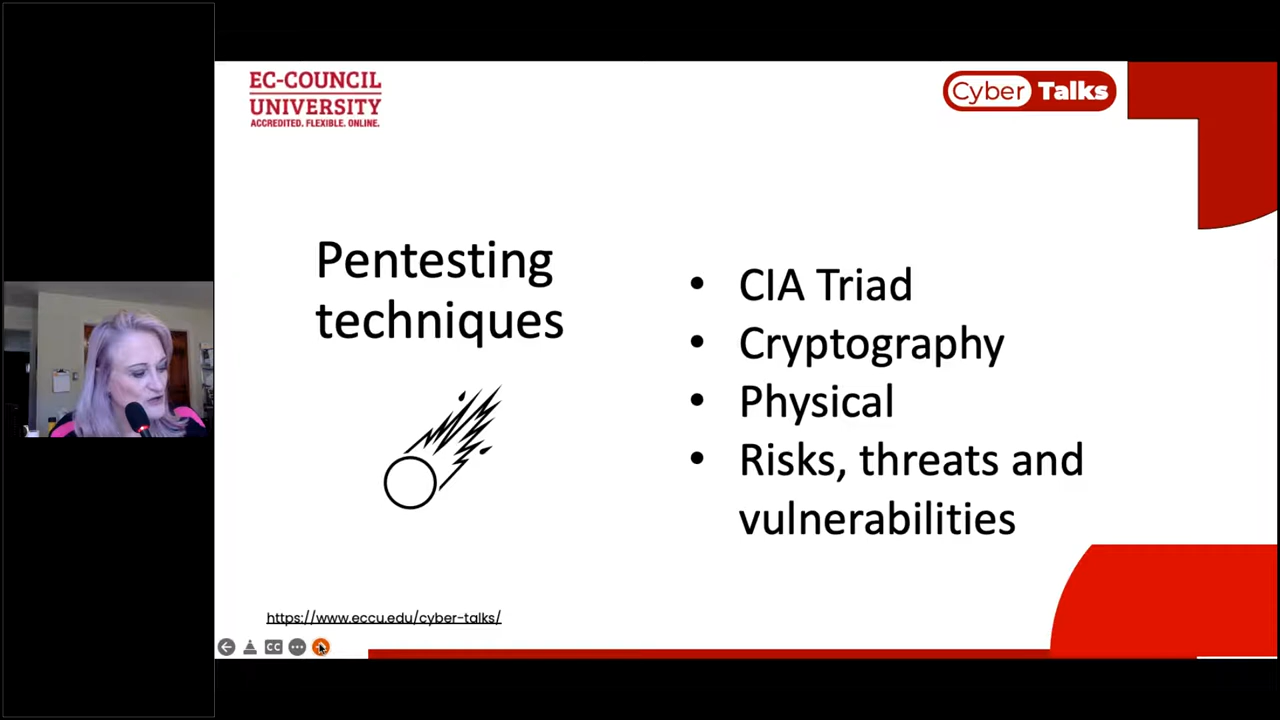 EC-COUNCIL
UNIVERSITY
ACCREDITED. FLEXIBLE. ONLINE.
Cyber Talks
Pentesting
techniques
• CIA Triad
• Cryptography
• Physical
• Risks, threats and
vulnerabilities
https://www.eccu.edu/cyber-talks/
CC